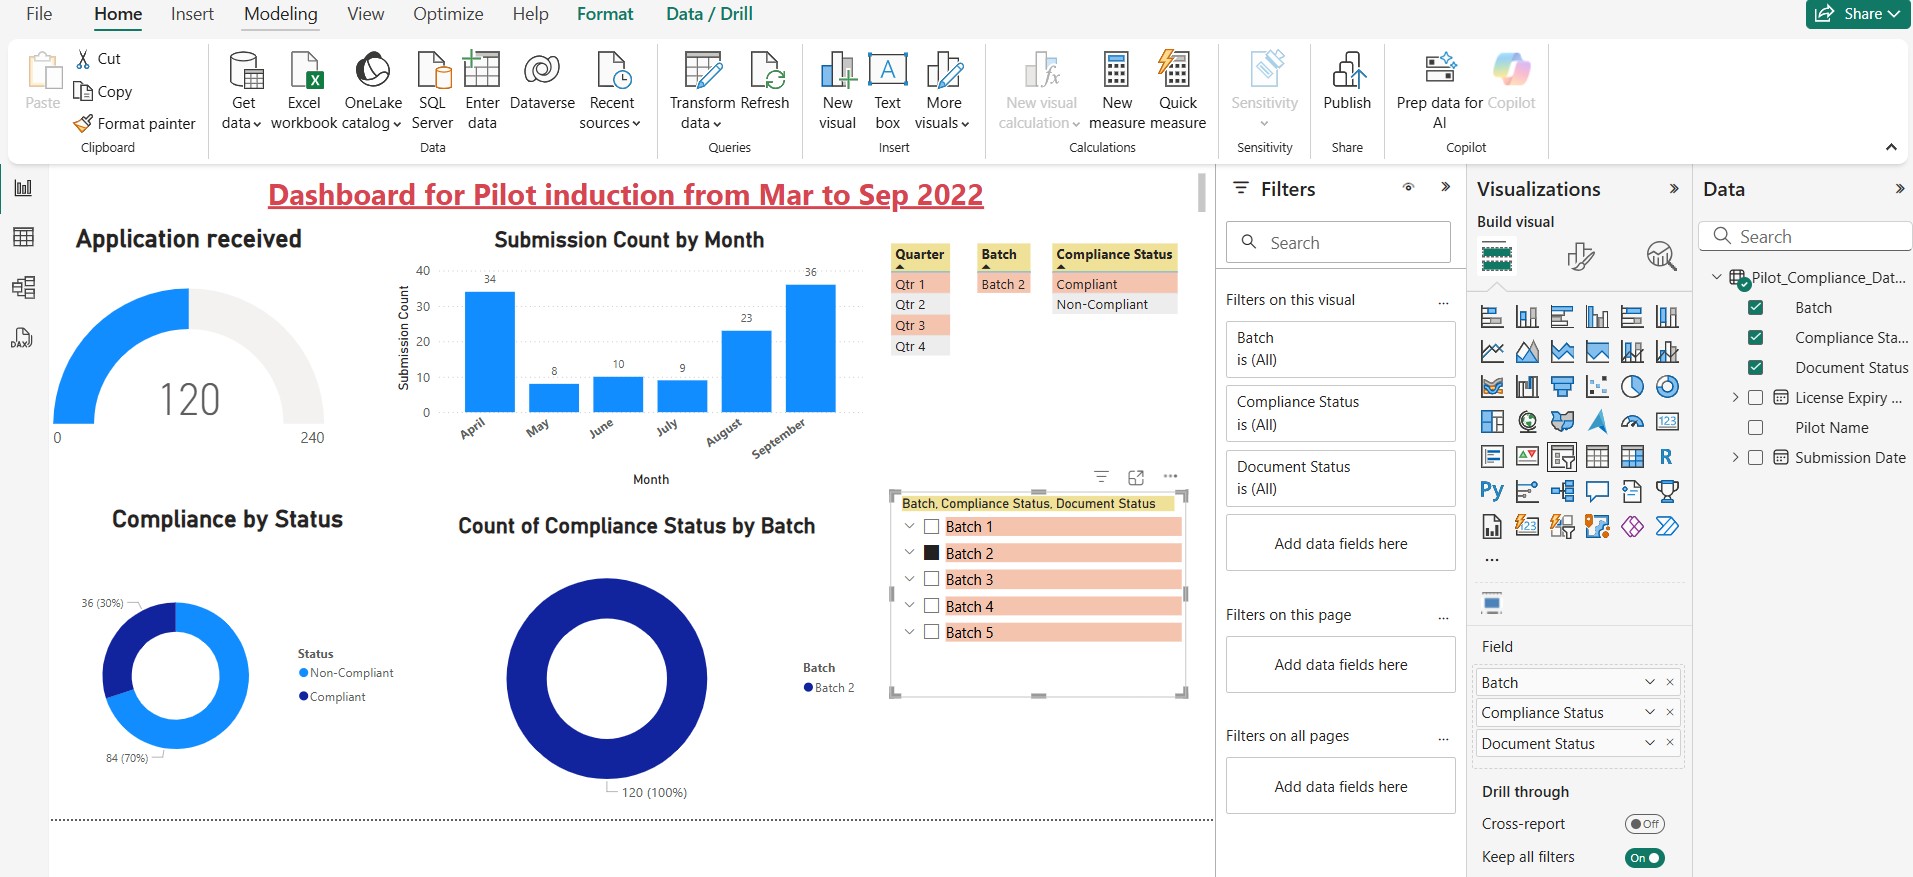 File Home Insert Modeling View Optimize Help Format Data / Drill Share
Paste
Cut
Copy
Format painter
Clipboard
Get data
Excel workbook
OneLake catalog
SQL Server
Enter data
Dataverse
Recent sources
Data
Transform data
Refresh
Queries
New visual
A
Text box
More visuals
Insert
New visual calculation
New measure
Quick measure
Calculations
Sensitivity
Sensitivity
Publish
Share
Prep data for AI
Copilot
Copilot
DAX
Dashboard for Pilot induction from Mar to Sep 2022
Application received
120
0
240
Submission Count by Month
Submission Count
40
30
20
10
0
34
8
10
9
23
36
April
May
June
July
August
September
Month
Quarter
Qtr 1
Qtr 2
Qtr 3
Qtr 4
Batch
Batch 2
Compliance Status
Compliant
Non-Compliant
Compliance by Status
36 (30%)
84 (70%)
Status
Non-Compliant
Compliant
Count of Compliance Status by Batch
120 (100%)
Batch
Batch 2
Batch, Compliance Status, Document Status
Batch 1
Batch 2
Batch 3
Batch 4
Batch 5
Filters
Search
Filters on this visual ...
Batch
is (All)
Compliance Status
is (All)
Document Status
is (All)
Add data fields here
Filters on this page ...
Add data fields here
Filters on all pages ...
Add data fields here
Visualizations
Build visual
123
R
Py
123
...
Field
Batch
Compliance Status
Document Status
Drill through
Cross-report
Off
Keep all filters
On
Data
Search
Pilot_Compliance_Dat...
Batch
Compliance Sta...
Document Status
License Expiry ...
Pilot Name
Submission Date